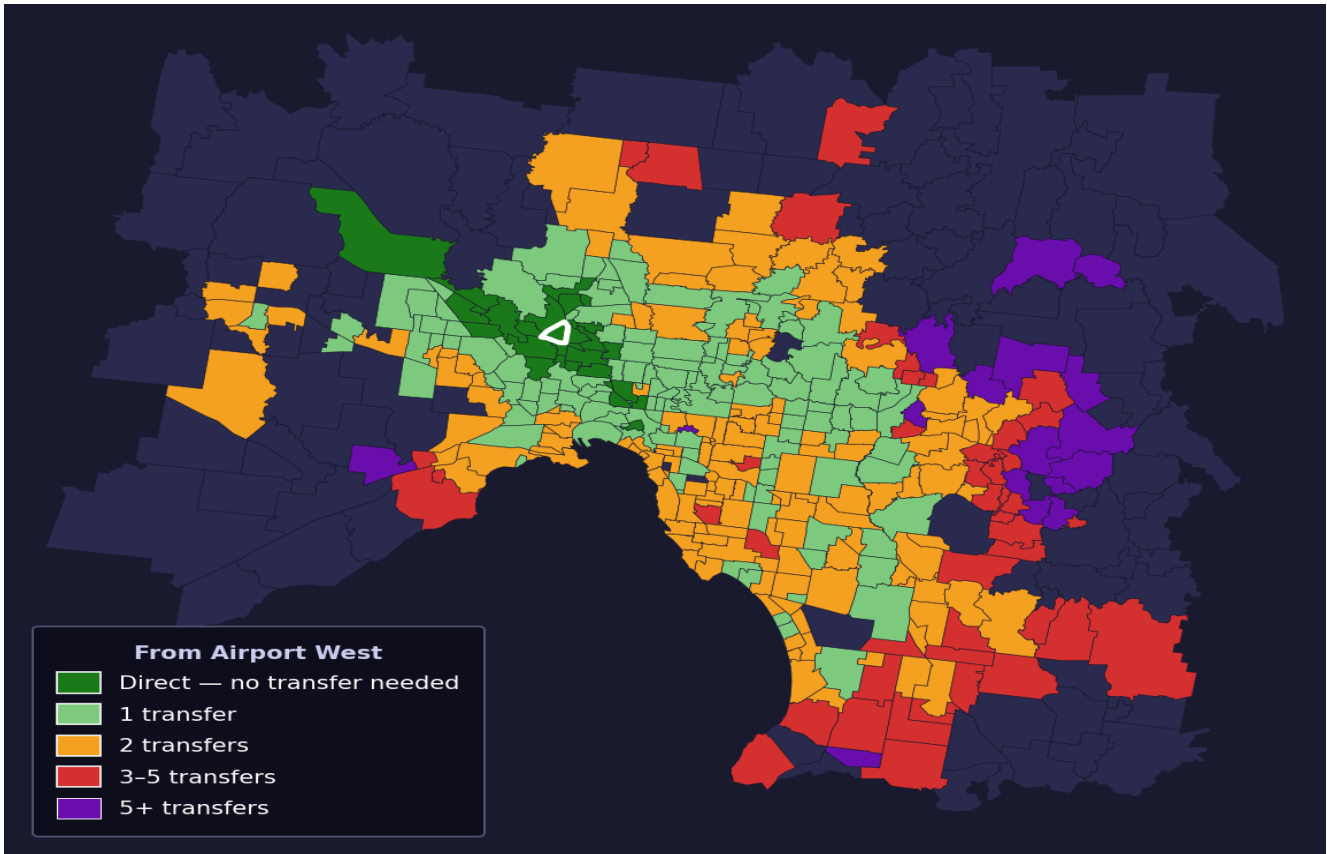 From Airport West
Direct — no transfer needed
1 transfer
2 transfers
3–5 transfers
5+ transfers